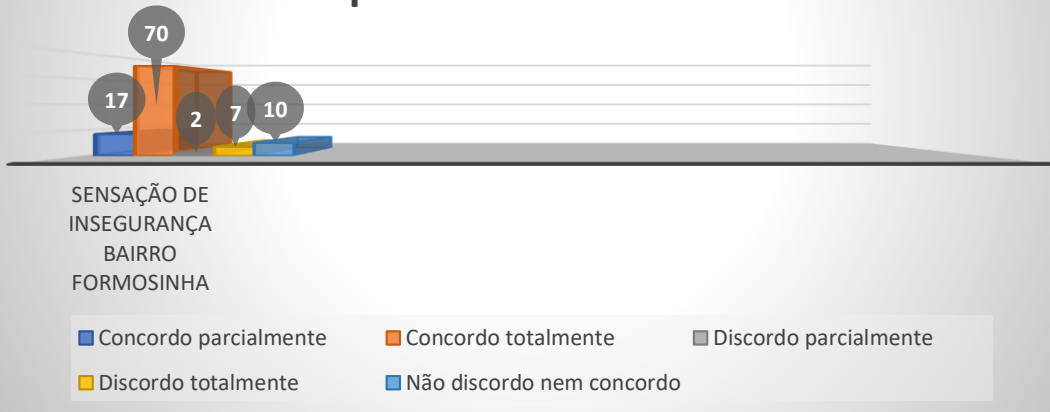 70
17
2
7
10
SENSAÇÃO DE
INSEGURANÇA
BAIRRO
FORMOSINHA
Concordo parcialmente
Concordo totalmente
Discordo parcialmente
Discordo totalmente
Não discordo nem concordo